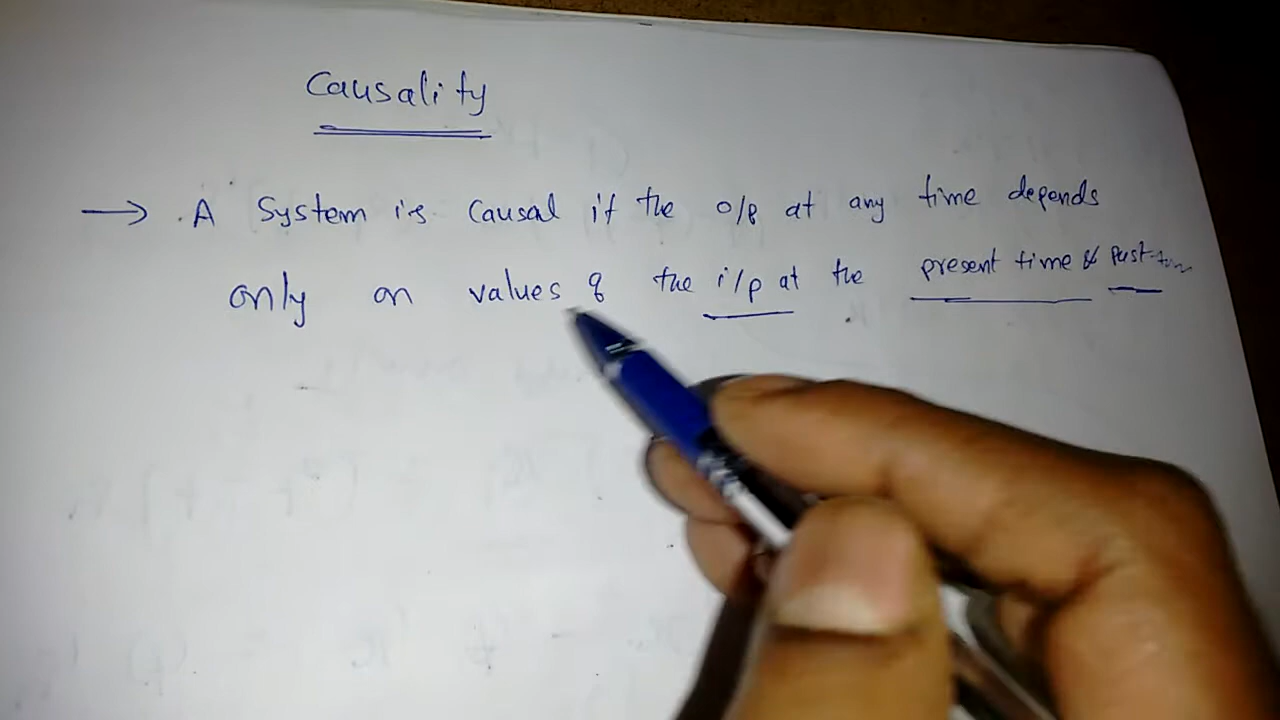 Causality
→ A System is Causal if the o/p at any time depends
only on values of the i/p at the present time & past-time